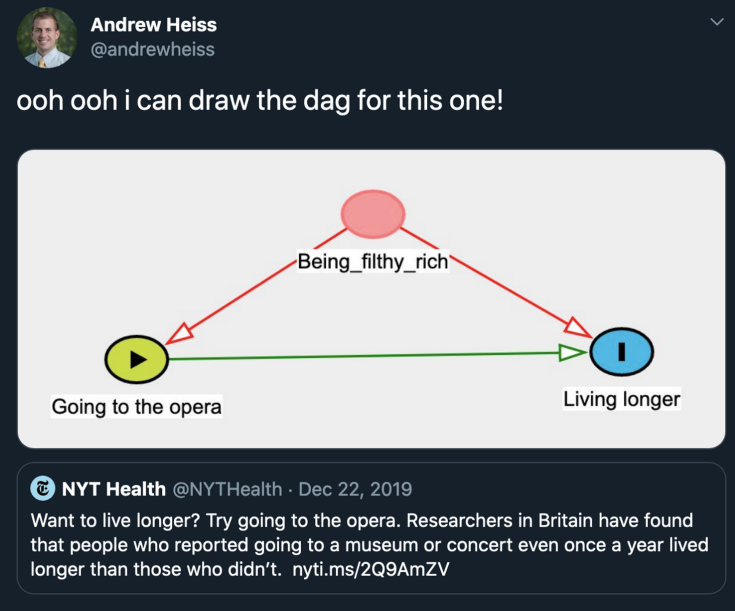 Andrew Heiss
@andrewheiss
ooh ooh i can draw the dag for this one!
Being_filthy_rich
Going to the opera
Living longer
NYT Health @NYTHealth · Dec 22, 2019
Want to live longer? Try going to the opera. Researchers in Britain have found
that people who reported going to a museum or concert even once a year lived
longer than those who didn't. nyti.ms/2Q9AmZV